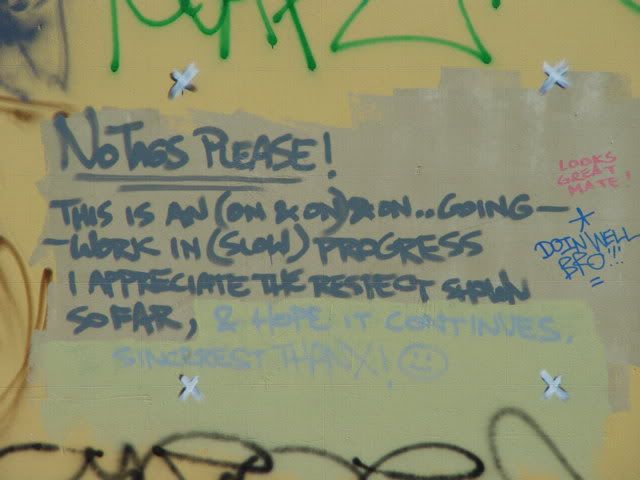 NO TAGS PLEASE!
THIS IS AN (ON & ON) & ON.. GOING —
— WORK IN (SLOW) PROGRESS
I APPRECIATE THE RESPECT SHOWN
SO FAR, & HOPE IT CONTINUES,
SINCEREST THANX!
LOOKS
GREAT
MATE!
DOIN WELL
BRO!!!